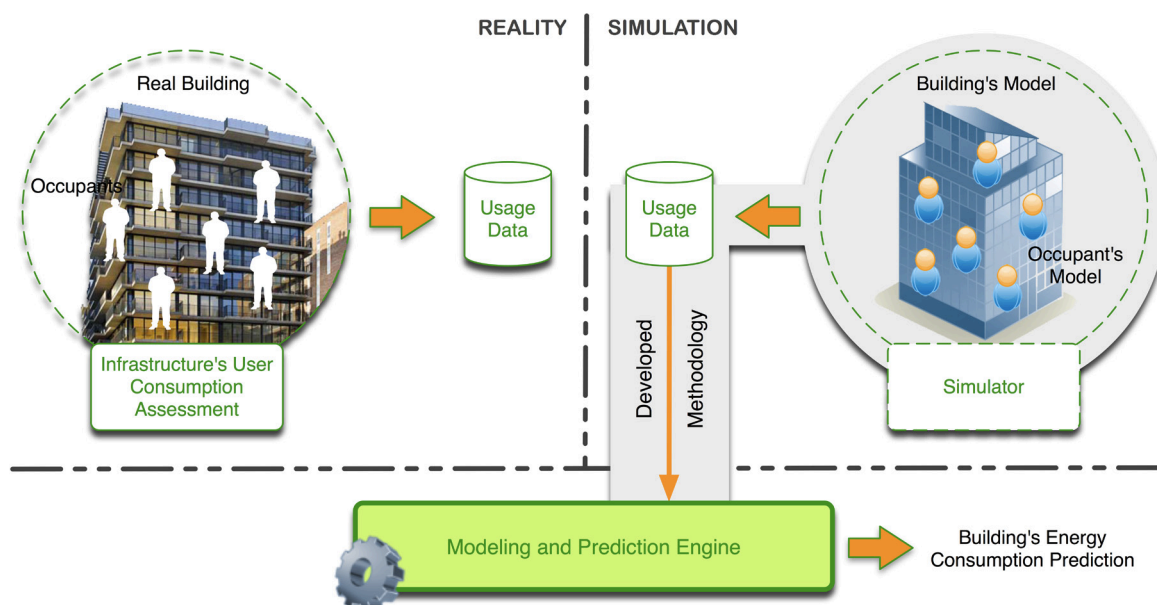 REALITY
SIMULATION
Real Building
Occupants
Infrastructure's User
Consumption
Assessment
Usage
Data
Usage
Data
Building's Model
Occupant's
Model
Simulator
Developed
Methodology
Modeling and Prediction Engine
Building's Energy
Consumption Prediction